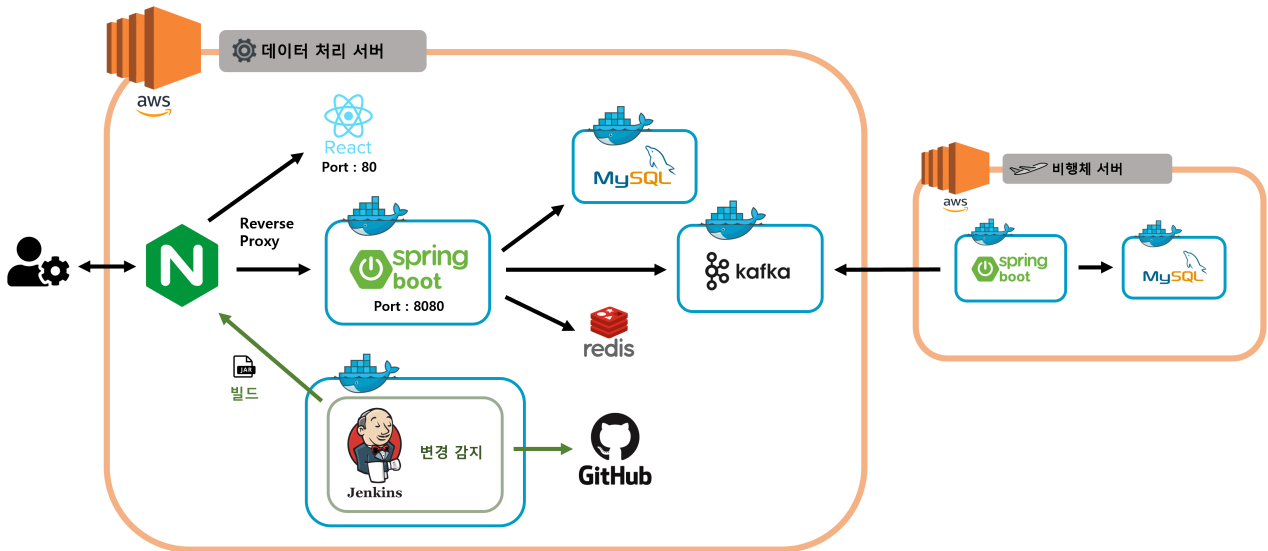 데이터 처리 서버
aws
React
Port : 80
Reverse
Proxy
spring
boot
Port : 8080
MySQL
kafka
redis
JAR
빌드
Jenkins
변경 감지
GitHub
비행체 서버
aws
spring
boot
MySQL